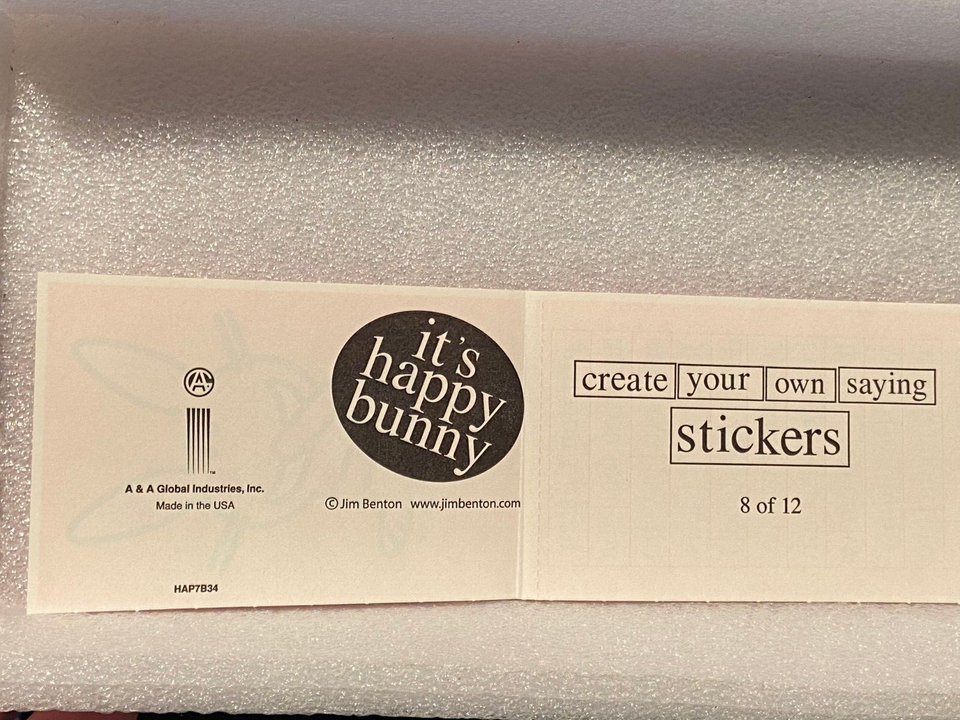 A
TM
A & A Global Industries, Inc.
Made in the USA
HAP7B34
it's
happy
bunny
© Jim Benton www.jimbenton.com
create your own saying
stickers
8 of 12